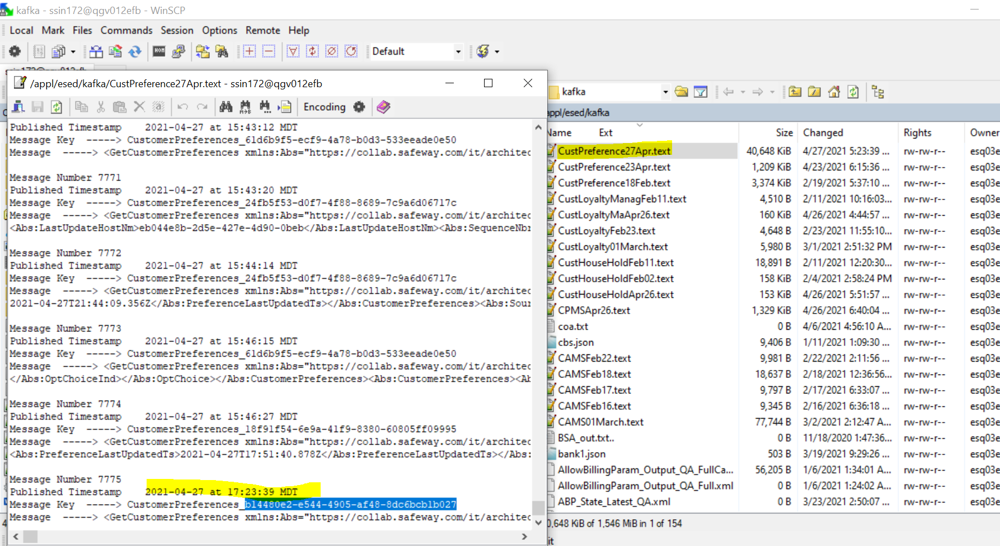 kafka - ssin172@qgv012efb - WinSCP
Local Mark Files Commands Session Options Remote Help
Default
/appl/esed/kafka/CustPreference27Apr.text - ssin172@qgv012efb
Encoding
Published Timestamp 2021-04-27 at 15:43:12 MDT
Message Key -----> CustomerPreferences_61d6b9f5-ecf9-4a78-b0d3-533eeade0e50
Message -----> <GetCustomerPreferences xmlns:Abs="https://collab.safeway.com/it/architec
Message Number 7771
Published Timestamp 2021-04-27 at 15:43:20 MDT
Message Key -----> CustomerPreferences_24fb5f53-d0f7-4f88-8689-7c9a6d06717c
Message -----> <GetCustomerPreferences xmlns:Abs="https://collab.safeway.com/it/architec
<Abs:LastUpdateHostNm>eb044e8b-2d5e-427e-4d90-0beb</Abs:LastUpdateHostNm><Abs:SequenceNbr
Message Number 7772
Published Timestamp 2021-04-27 at 15:44:14 MDT
Message Key -----> CustomerPreferences_24fb5f53-d0f7-4f88-8689-7c9a6d06717c
Message -----> <GetCustomerPreferences xmlns:Abs="https://collab.safeway.com/it/architec
2021-04-27T21:44:09.356Z</Abs:PreferenceLastUpdatedTs></Abs:CustomerPreferences><Abs:Sour
Message Number 7773
Published Timestamp 2021-04-27 at 15:46:15 MDT
Message Key -----> CustomerPreferences_61d6b9f5-ecf9-4a78-b0d3-533eeade0e50
Message -----> <GetCustomerPreferences xmlns:Abs="https://collab.safeway.com/it/architec
</Abs:OptChoiceInd></Abs:OptChoice></Abs:CustomerPreferences><Abs:CustomerPreferences><Ab
Message Number 7774
Published Timestamp 2021-04-27 at 15:46:27 MDT
Message Key -----> CustomerPreferences_18f91f54-6e9a-41f9-8380-60805ff09995
Message -----> <GetCustomerPreferences xmlns:Abs="https://collab.safeway.com/it/architec
<Abs:PreferenceLastUpdatedTs>2021-04-27T17:51:40.878Z</Abs:PreferenceLastUpdatedTs></Abs:
Message Number 7775
Published Timestamp 2021-04-27 at 17:23:39 MDT
Message Key -----> CustomerPreferences_b14480e2-e544-4905-af48-8dc6bcb1b027
Message -----> <GetCustomerPreferences xmlns:Abs="https://collab.safeway.com/it/architec
kafka
appl/esed/kafka
Name Ext Size Changed Rights Owner
CustPreference27Apr.text 40,648 KiB 4/27/2021 5:23:39 ... rw-rw-r-- esq03e
CustPreference23Apr.text 1,209 KiB 4/23/2021 6:15:36 ... rw-rw-r-- esq03e
CustPreference18Feb.text 3,374 KiB 2/19/2021 5:37:10 ... rw-rw-r-- esq03e
CustLoyaltyManagFeb11.text 4,510 B 2/11/2021 10:16:03... rw-rw-r-- esq03e
CustLoyaltyMaApr26.text 160 KiB 4/26/2021 4:44:57 ... rw-rw-r-- esq03e
CustLoyaltyFeb23.text 4,648 B 2/23/2021 11:55:10... rw-rw-r-- esq03e
CustLoyalty01March.text 5,980 B 3/1/2021 2:51:32 PM rw-rw-r-- esq03e
CustHouseHoldFeb11.text 18,891 B 2/11/2021 12:20:30... rw-rw-r-- esq03e
CustHouseHoldFeb02.text 158 KiB 2/4/2021 2:58:24 PM rw-rw-r-- esq03e
CustHouseHoldApr26.text 153 KiB 4/26/2021 5:51:57 ... rw-rw-r-- esq03e
CPMSApr26.text 1,329 KiB 4/26/2021 6:40:04 ... rw-rw-r-- esq03e
coa.txt 0 B 4/6/2021 4:56:10 A... rw-rw-r-- esq03e
cbs.json 9,406 B 1/11/2021 1:09:30 ... rw-rw-r-- esq03e
CAMSFeb22.text 9,981 B 2/22/2021 2:11:56 ... rw-rw-r-- esq03e
CAMSFeb18.text 18,637 B 2/18/2021 12:36:56... rw-rw-r-- esq03e
CAMSFeb17.text 9,797 B 2/17/2021 6:33:07 ... rw-rw-r-- esq03e
CAMSFeb16.text 9,345 B 2/16/2021 6:36:18 ... rw-rw-r-- esq03e
CAMS01March.text 77,744 B 3/2/2021 2:12:47 A... rw-rw-r-- esq03e
BSA_out.txt.. 0 B 11/18/2020 1:47:36... rw-rw-r-- esq03e
bank1.json 503 B 3/19/2021 9:29:26 ... rw-rw-r-- esq03e
AllowBillingParam_Output_QA_FullCa... 56,205 B 1/6/2021 1:34:01 A... rw-rw-r-- esq03e
AllowBillingParam_Output_QA_Full.xml 0 B 1/6/2021 1:24:02 A... rw-rw-r-- esq03e
ABP_State_Latest_QA.xml 0 B 3/23/2021 2:50:07 ... rw-rw-r-- esq03e
0,648 KiB of 1,546 MiB in 1 of 154
it